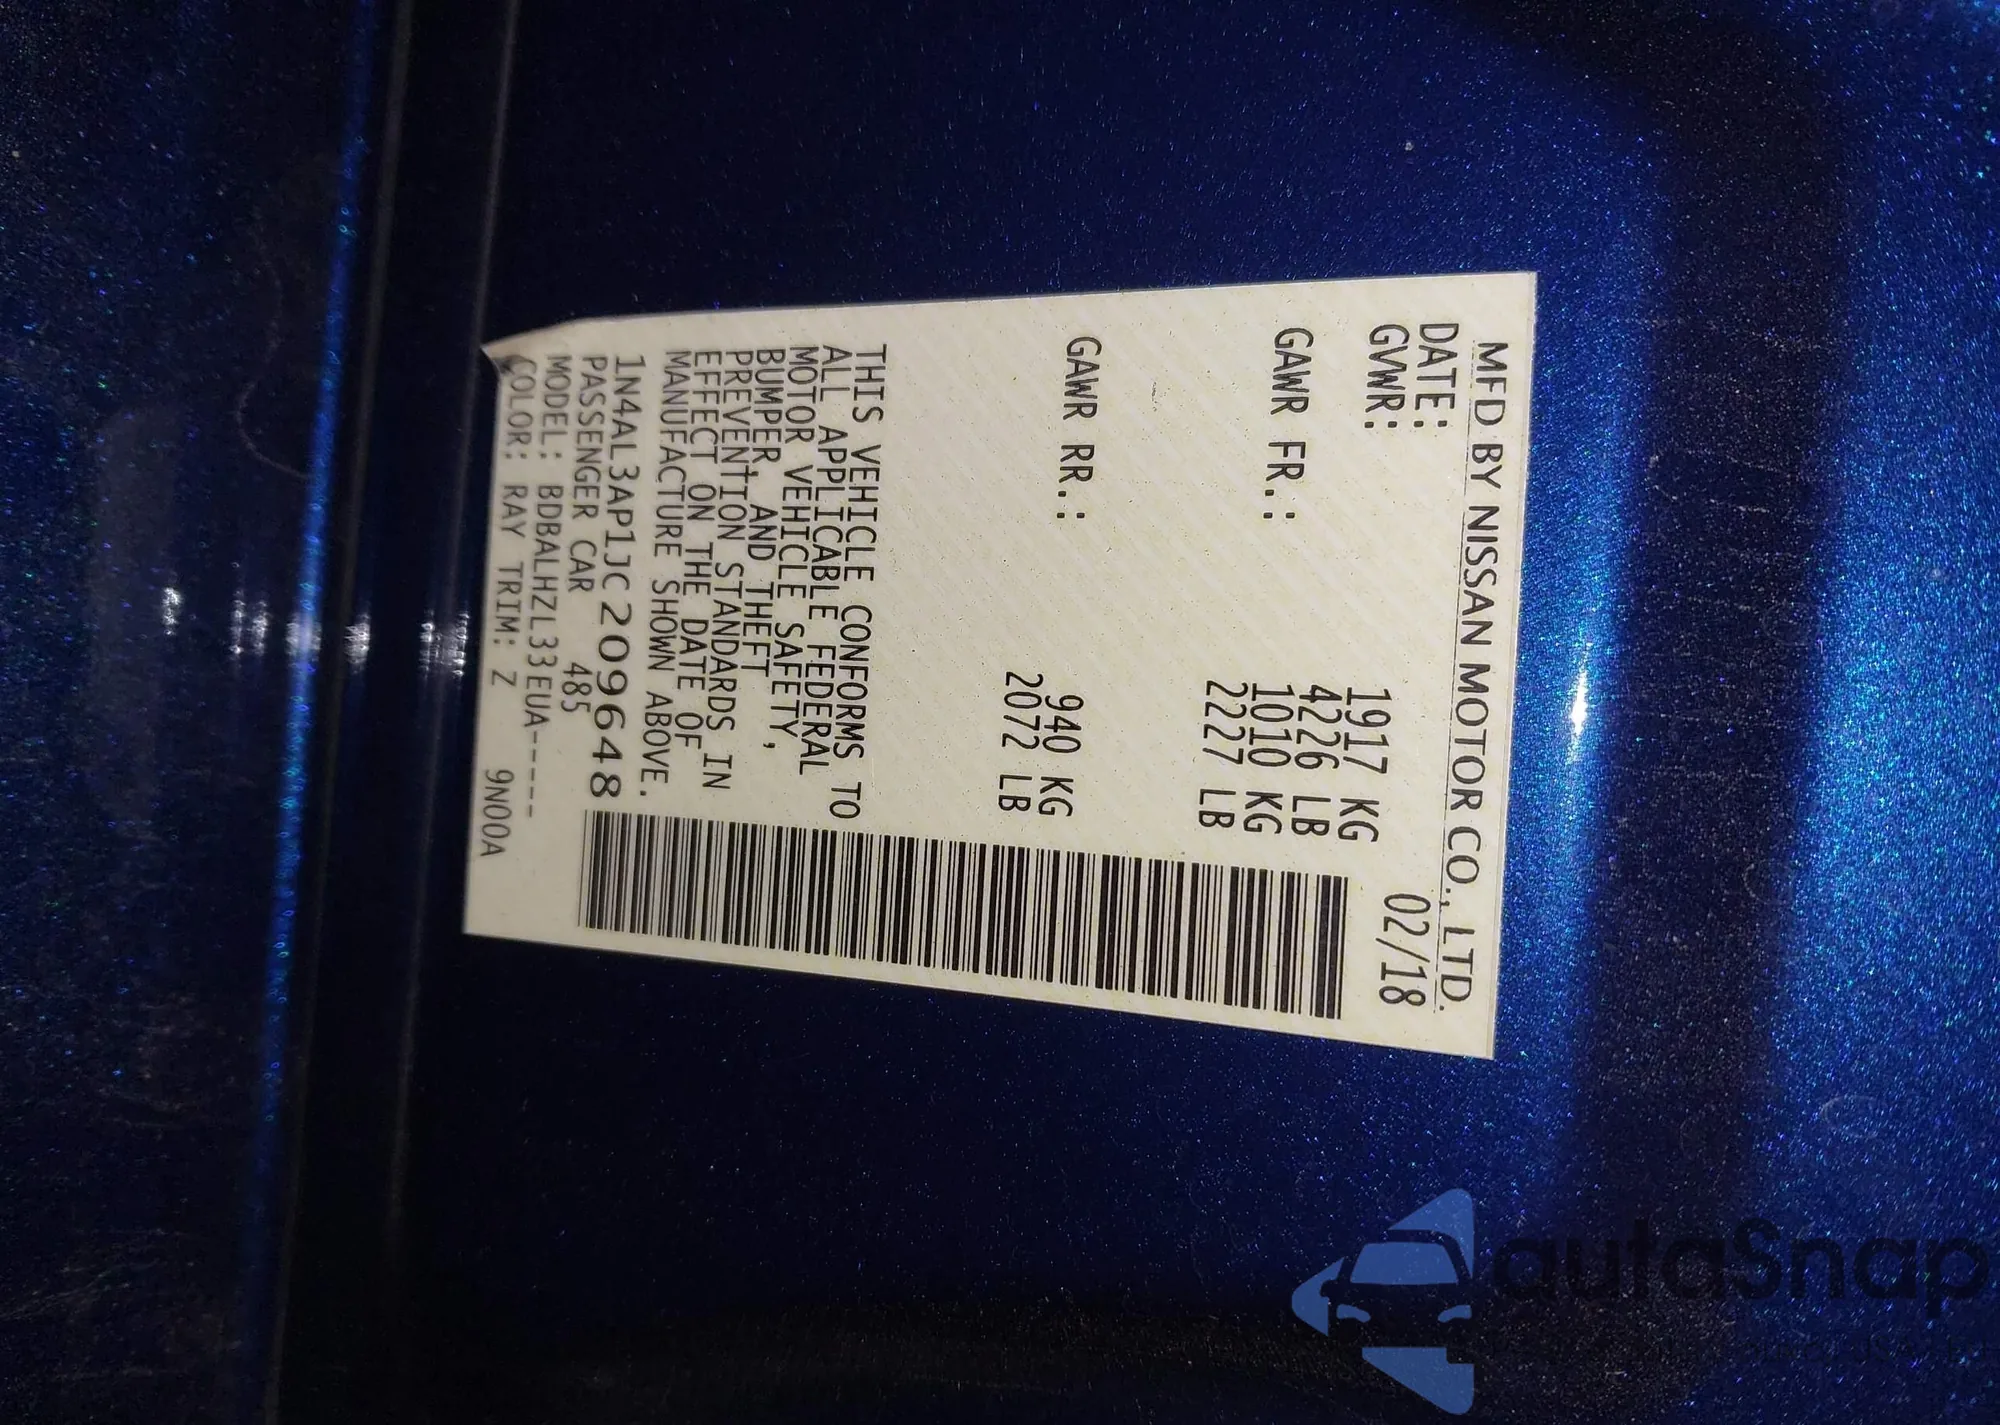 MFD BY NISSAN MOTOR CO., LTD.
DATE: 02/18
GVWR: 1917 KG
4226 LB
GAWR FR.: 1010 KG
2227 LB
GAWR RR.: 940 KG
2072 LB
THIS VEHICLE CONFORMS TO
ALL APPLICABLE FEDERAL
MOTOR VEHICLE SAFETY,
BUMPER, AND THEFT
PREVENTION STANDARDS IN
EFFECT ON THE DATE OF
MANUFACTURE SHOWN ABOVE.
1N4AL3AP1JC209648
PASSENGER CAR 485
MODEL: BDBALHZL33EUA-----
COLOR: RAY TRIM: Z 9N00A
autaSnap